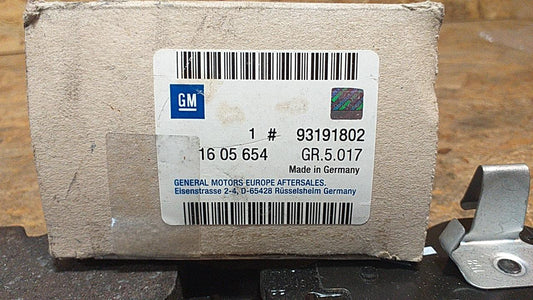 GM
1 # 93191802
16 05 654 GR.5.017
Made in Germany
GENERAL MOTORS EUROPE AFTERSALES.
Eisenstrasse 2-4, D-65428 Rüsselsheim Germany